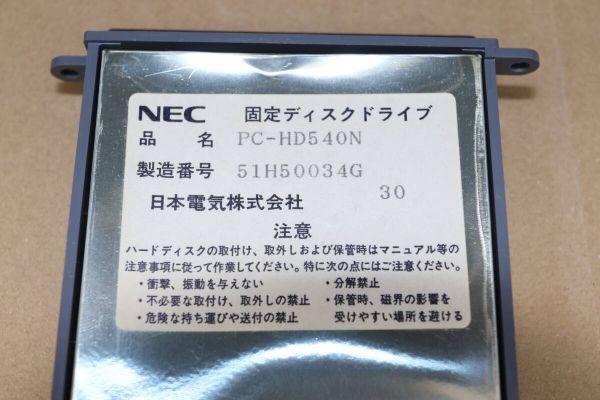 NEC 固定ディスクドライブ
品 名 PC-HD540N
製造番号 51H50034G
日本電気株式会社 30
注意
ハードディスクの取付け、取外しおよび保管時はマニュアル等の
注意事項に従って作業してください。特に次の点にはご注意ください。
・衝撃、振動を与えない ・分解禁止
・不必要な取付け、取外しの禁止 ・保管時、磁界の影響を
・危険な持ち運びや送付の禁止 受けやすい場所を避ける